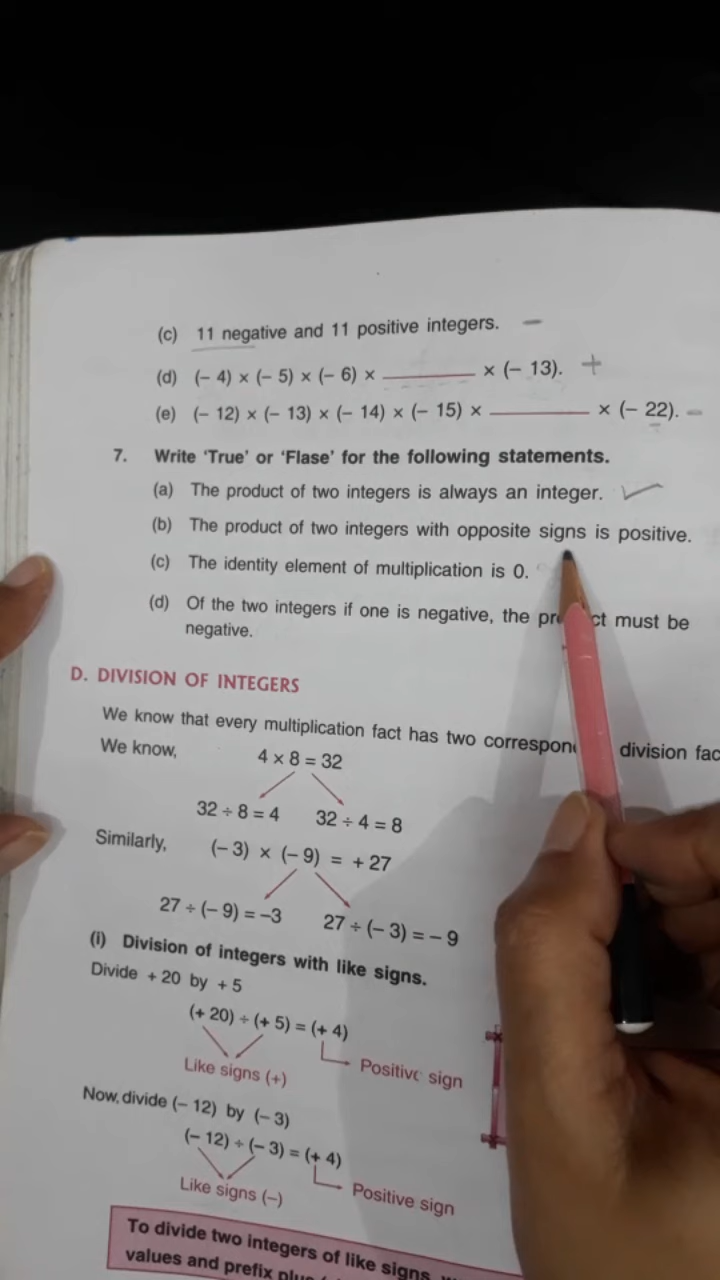 (c) 11 negative and 11 positive integers. –
(d) (– 4) × (– 5) × (– 6) × ________ × (– 13). +
(e) (– 12) × (– 13) × (– 14) × (– 15) × ________ × (– 22). –
7. Write 'True' or 'Flase' for the following statements.
(a) The product of two integers is always an integer. ✓
(b) The product of two integers with opposite signs is positive.
(c) The identity element of multiplication is 0.
(d) Of the two integers if one is negative, the must be
negative.
D. DIVISION OF INTEGERS
We know that every multiplication fact has two division
We know, 4 × 8 = 32
32 ÷ 8 = 4 32 ÷ 4 = 8
Similarly, (– 3) × (– 9) = + 27
27 ÷ (– 9) = –3 27 ÷ (– 3) = – 9
(i) Division of integers with like signs.
Divide + 20 by + 5
(+ 20) ÷ (+ 5) = (+ 4)
Like signs (+) Positive sign
Now, divide (– 12) by (– 3)
(– 12) ÷ (– 3) = (+ 4)
Like signs (–) Positive sign
To divide two integers of like signs,
values and prefix plus